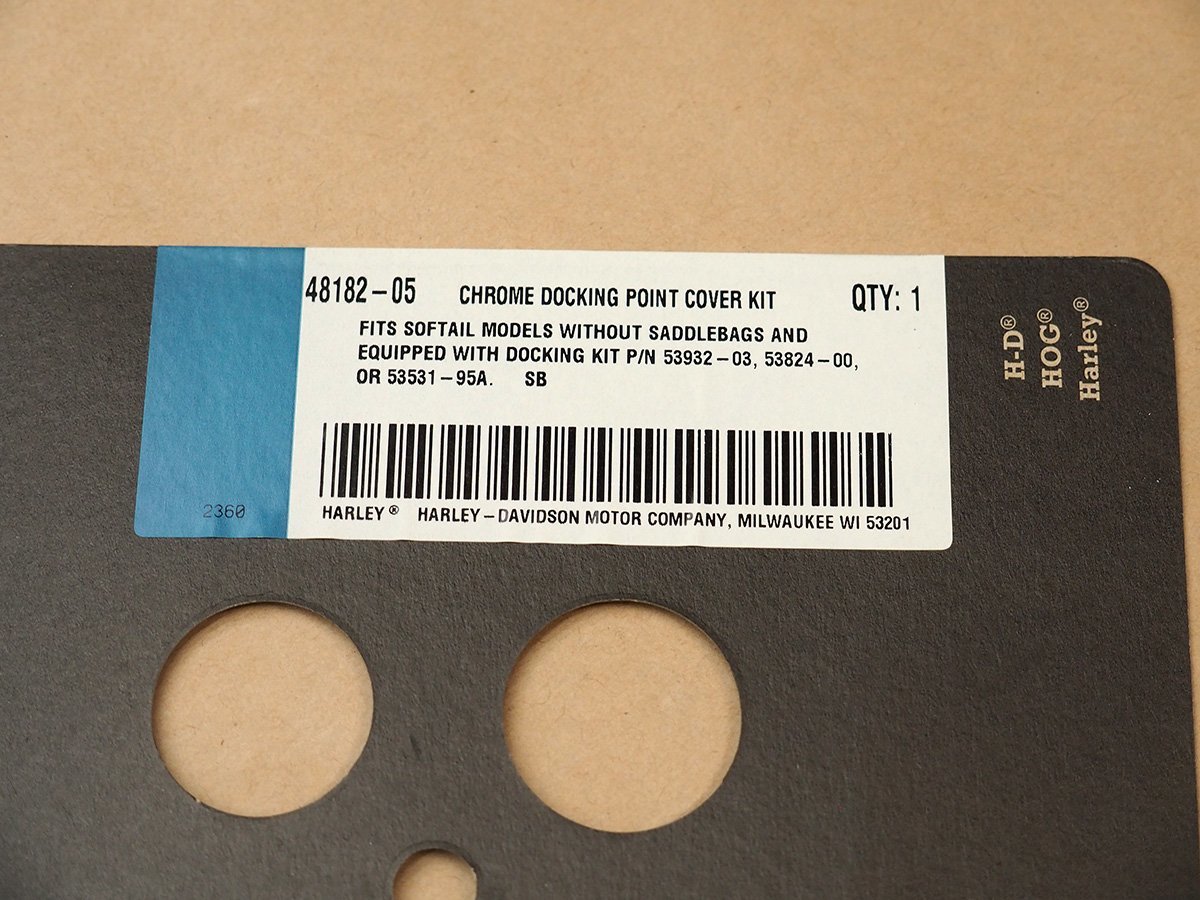 48182-05 CHROME DOCKING POINT COVER KIT QTY: 1
FITS SOFTAIL MODELS WITHOUT SADDLEBAGS AND
EQUIPPED WITH DOCKING KIT P/N 53932-03, 53824-00,
OR 53531-95A. SB
2360
HARLEY® HARLEY-DAVIDSON MOTOR COMPANY, MILWAUKEE WI 53201
H-D®
HOG®
Harley®